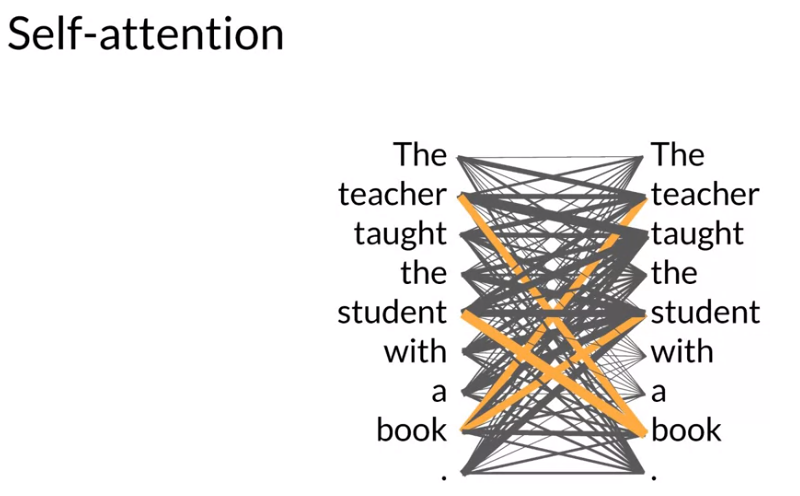 Self-attention
The The
teacher teacher
taught taught
the the
student student
with with
a a
book book
. .